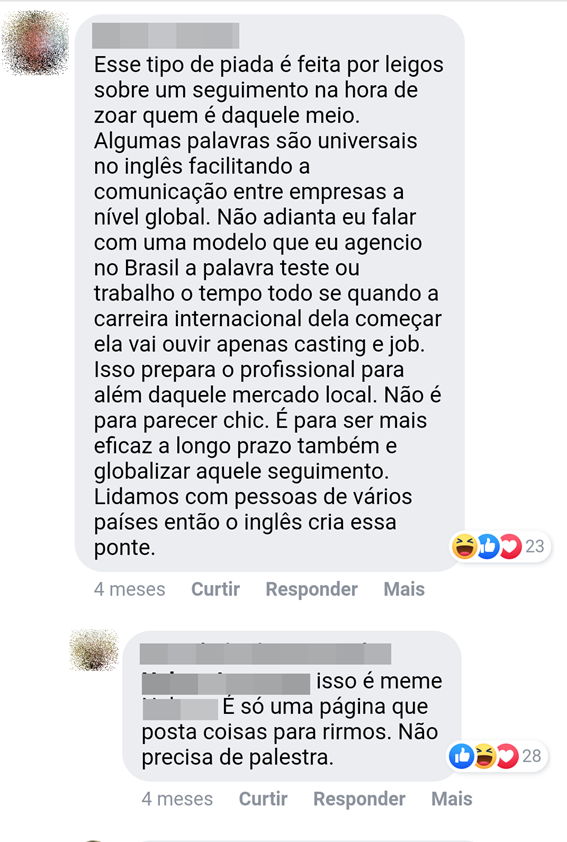 Esse tipo de piada é feita por leigos
sobre um seguimento na hora de
zoar quem é daquele meio.
Algumas palavras são universais
no inglês facilitando a
comunicação entre empresas a
nível global. Não adianta eu falar
com uma modelo que eu agencio
no Brasil a palavra teste ou
trabalho o tempo todo se quando a
carreira internacional dela começar
ela vai ouvir apenas casting e job.
Isso prepara o profissional para
além daquele mercado local. Não é
para parecer chic. É para ser mais
eficaz a longo prazo também e
globalizar aquele seguimento.
Lidamos com pessoas de vários
países então o inglês cria essa
ponte.
23
4 meses Curtir Responder Mais
isso é meme
É só uma página que
posta coisas para rirmos. Não
precisa de palestra.
28
4 meses Curtir Responder Mais